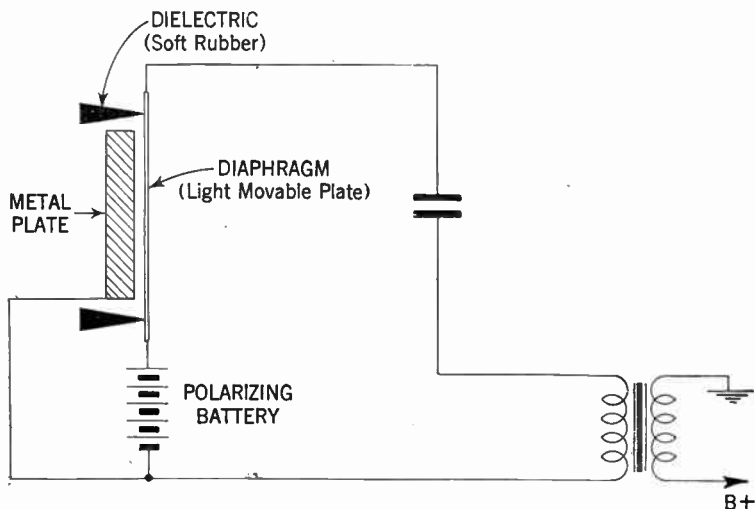 DIELECTRIC
(Soft Rubber)
DIAPHRAGM
(Light Movable Plate)
METAL
PLATE
POLARIZING
BATTERY
B+